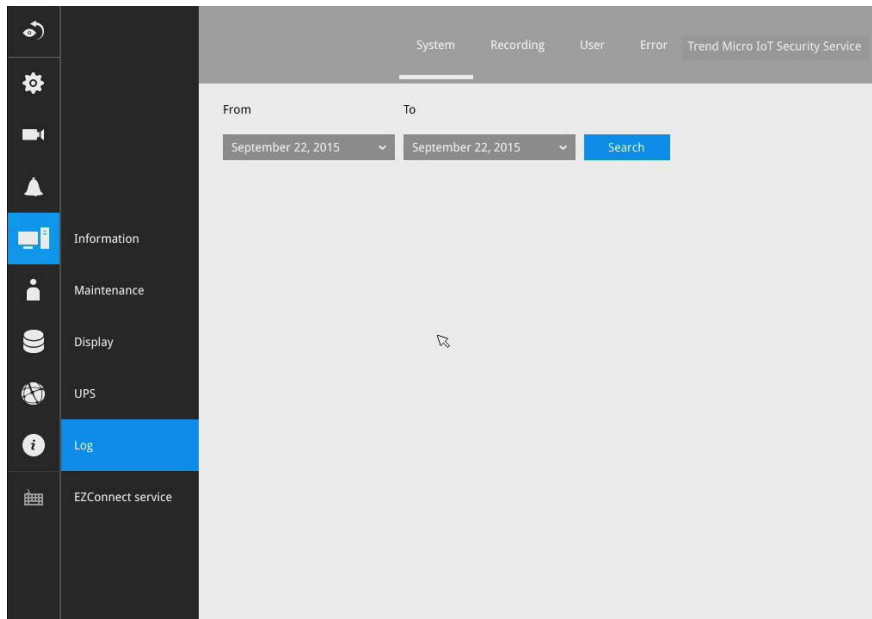 System Recording User Error Trend Micro IoT Security Service
From To
September 22, 2015 September 22, 2015 Search
Information
Maintenance
Display
UPS
Log
EZConnect service